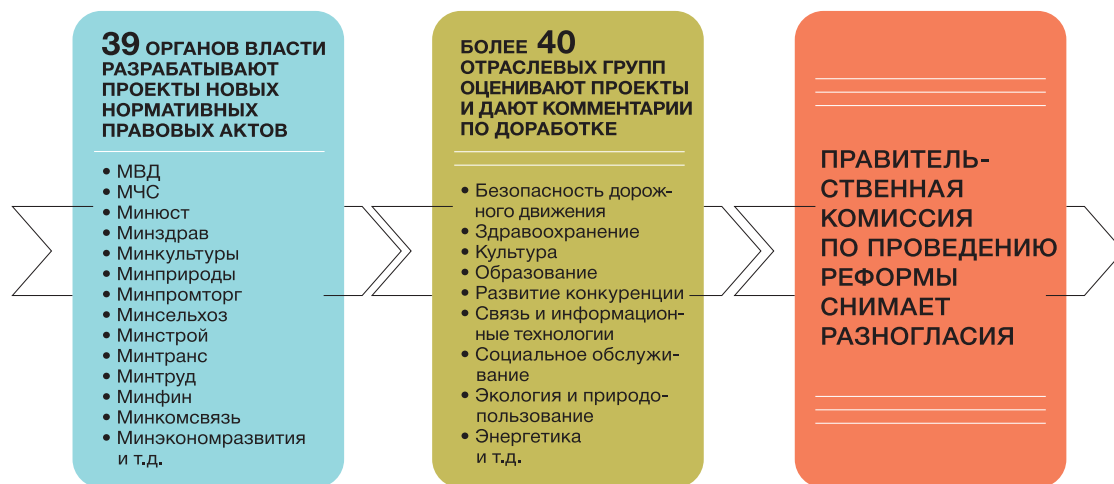 39 ОРГАНОВ ВЛАСТИ
РАЗРАБАТЫВАЮТ
ПРОЕКТЫ НОВЫХ
НОРМАТИВНЫХ
ПРАВОВЫХ АКТОВ
• МВД
• МЧС
• Минюст
• Минздрав
• Минкультуры
• Минприроды
• Минпромторг
• Минсельхоз
• Минстрой
• Минтранс
• Минтруд
• Минфин
• Минкомсвязь
• Минэкономразвития
и т.д.
БОЛЕЕ 40
ОТРАСЛЕВЫХ ГРУПП
ОЦЕНИВАЮТ ПРОЕКТЫ
И ДАЮТ КОММЕНТАРИИ
ПО ДОРАБОТКЕ
• Безопасность дорож-
ного движения
• Здравоохранение
• Культура
• Образование
• Развитие конкуренции
• Связь и информацион-
ные технологии
• Социальное обслужи-
вание
• Экология и природо-
пользование
• Энергетика
и т.д.
ПРАВИТЕЛЬ-
СТВЕННАЯ
КОМИССИЯ
ПО ПРОВЕДЕНИЮ
РЕФОРМЫ
СНИМАЕТ
РАЗНОГЛАСИЯ